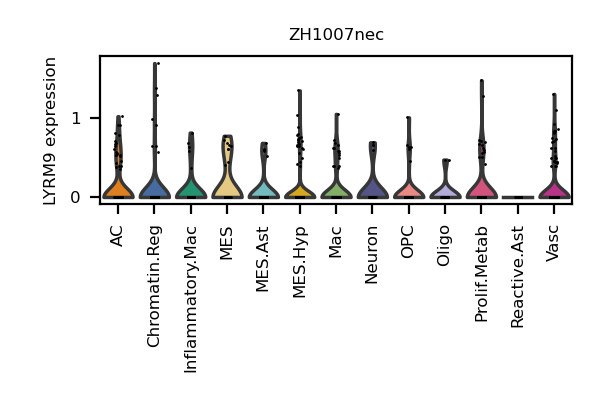 ZH1007nec
LYRM9 expression
1
0
AC
Chromatin.Reg
Inflammatory.Mac
MES
MES.Ast
MES.Hyp
Mac
Neuron
OPC
Oligo
Prolif.Metab
Reactive.Ast
Vasc